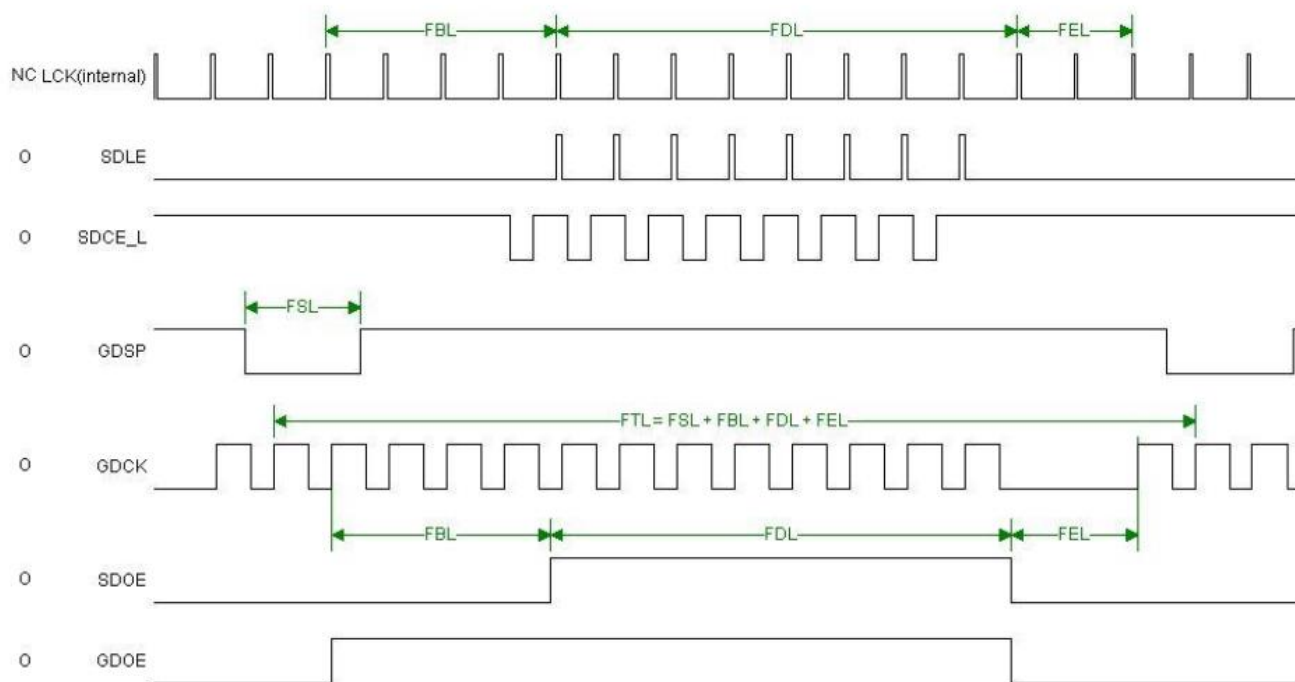 FBL FDL FEL
NC LCK(internal)
O SDLE
O SDCE_L
FSL
O GDSP
FTL = FSL + FBL + FDL + FEL
O GDCK
FBL FDL FEL
O SDOE
O GDOE